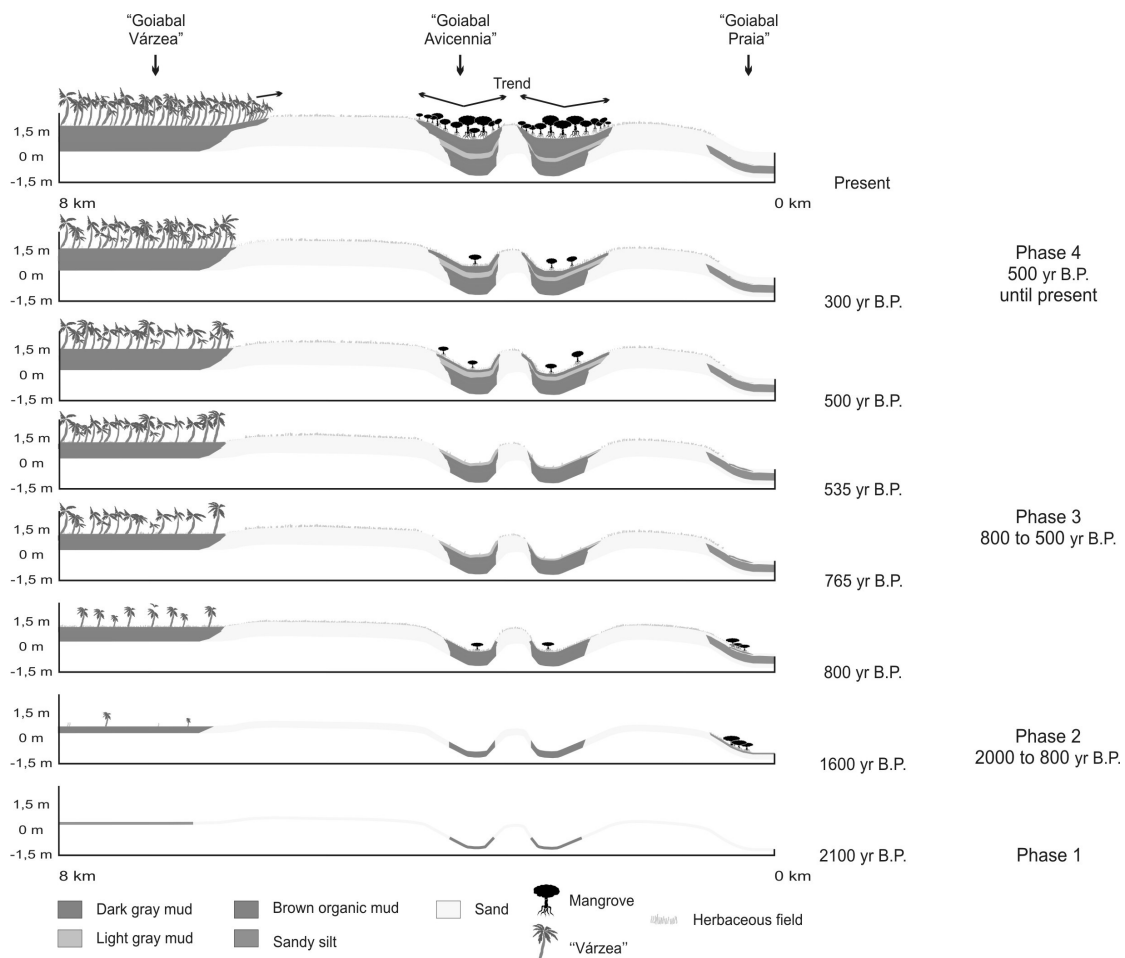 “Goiabal
Várzea”
“Goiabal
Avicennia”
“Goiabal
Praia”
Trend
1,5 m
0 m
-1,5 m
8 km
0 km
Present
1,5 m
0 m
-1,5 m
300 yr B.P.
Phase 4
500 yr B.P.
until present
1,5 m
0 m
-1,5 m
500 yr B.P.
1,5 m
0 m
-1,5 m
535 yr B.P.
Phase 3
800 to 500 yr B.P.
1,5 m
0 m
-1,5 m
765 yr B.P.
1,5 m
0 m
-1,5 m
800 yr B.P.
1,5 m
0 m
-1,5 m
1600 yr B.P.
Phase 2
2000 to 800 yr B.P.
1,5 m
0 m
-1,5 m
2100 yr B.P.
Phase 1
8 km
0 km
Dark gray mud
Brown organic mud
Sand
Mangrove
Herbaceous field
Light gray mud
Sandy silt
“Várzea”